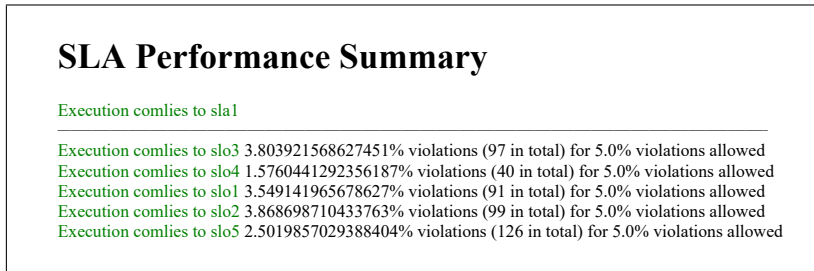 SLA Performance Summary
Execution comlies to sla1
Execution comlies to slo3 3.803921568627451% violations (97 in total) for 5.0% violations allowed
Execution comlies to slo4 1.5760441292356187% violations (40 in total) for 5.0% violations allowed
Execution comlies to slo1 3.549141965678627% violations (91 in total) for 5.0% violations allowed
Execution comlies to slo2 3.868698710433763% violations (99 in total) for 5.0% violations allowed
Execution comlies to slo5 2.5019857029388404% violations (126 in total) for 5.0% violations allowed